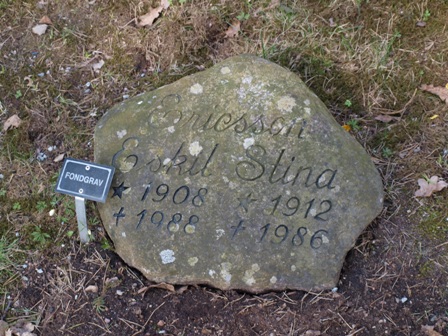 Ericsson
Eskil Stina
* 1908 * 1912
† 1988 † 1986
FONDGRAV